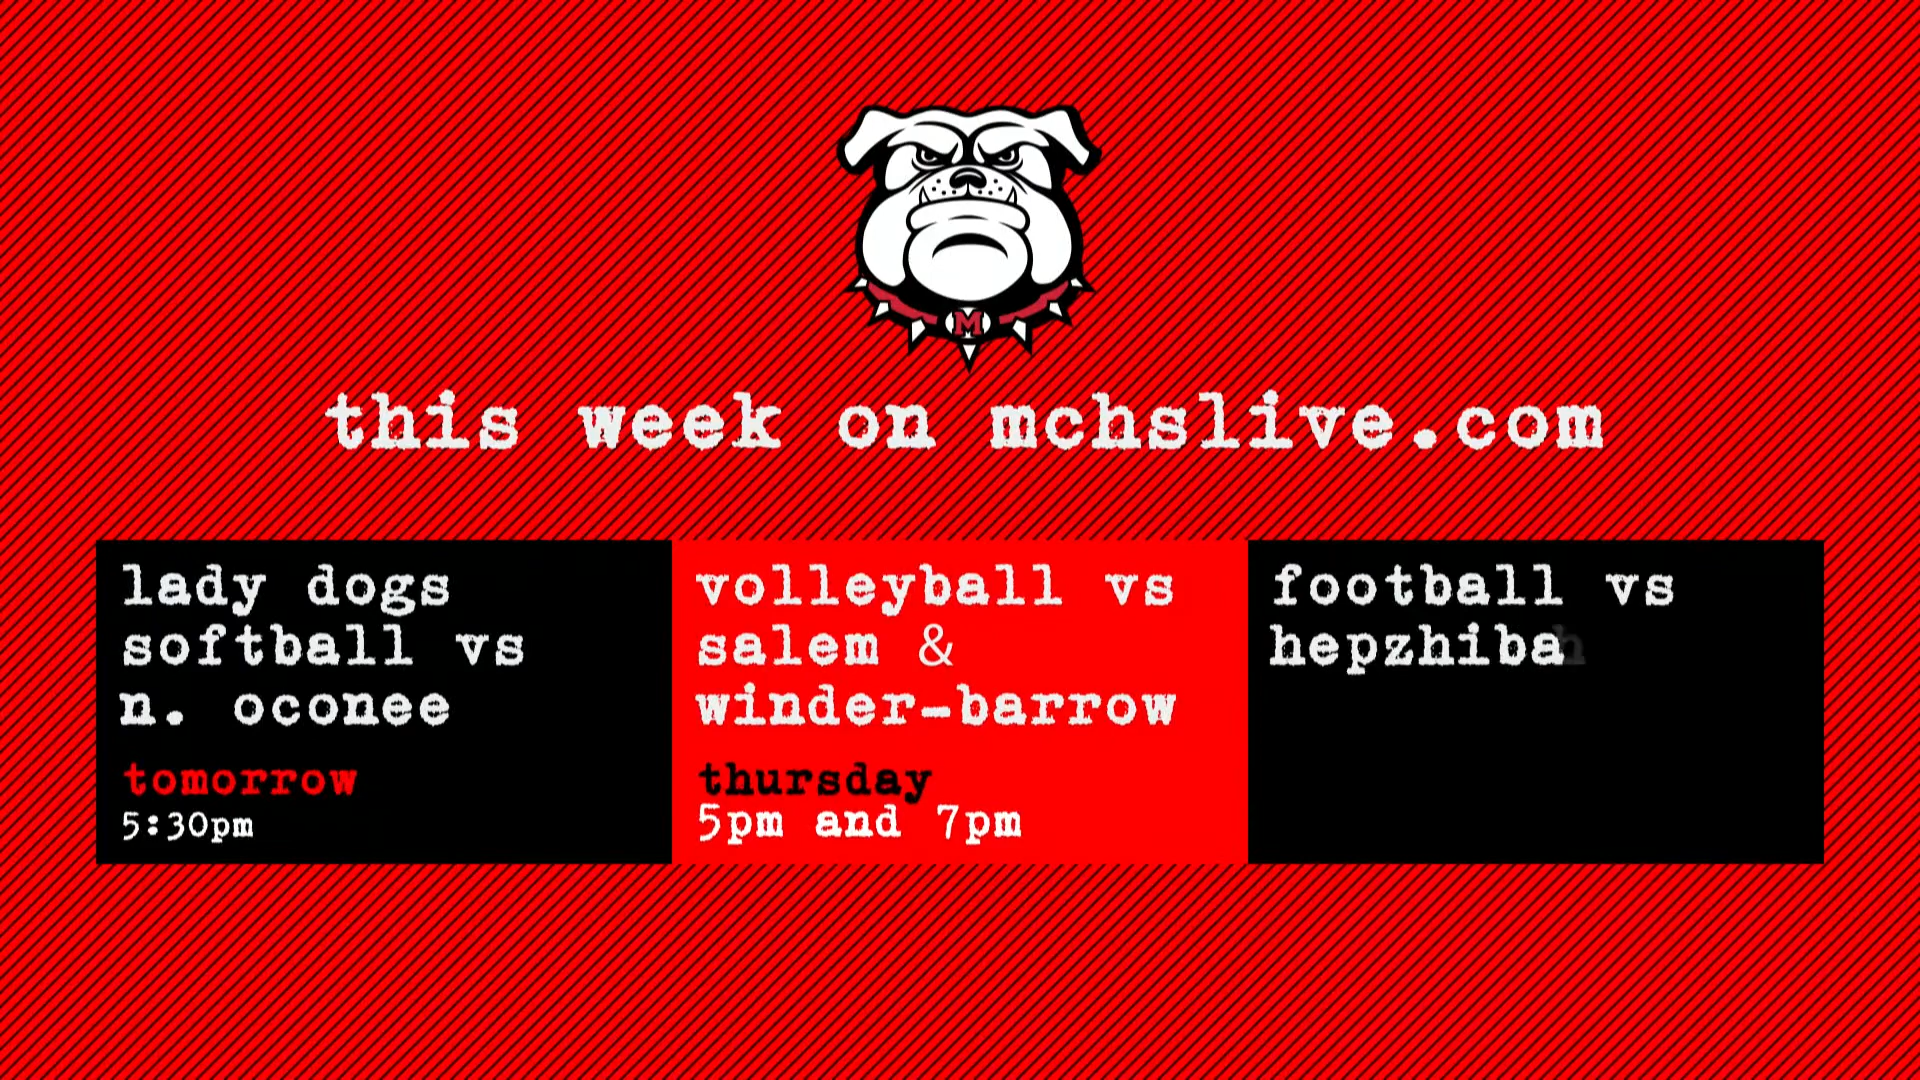 M
this week on mchslive.com
lady dogs
softball vs
n. oconee
tomorrow
5:30pm
volleyball vs
salem &
winder-barrow
thursday
5pm and 7pm
football vs
hepzhibah